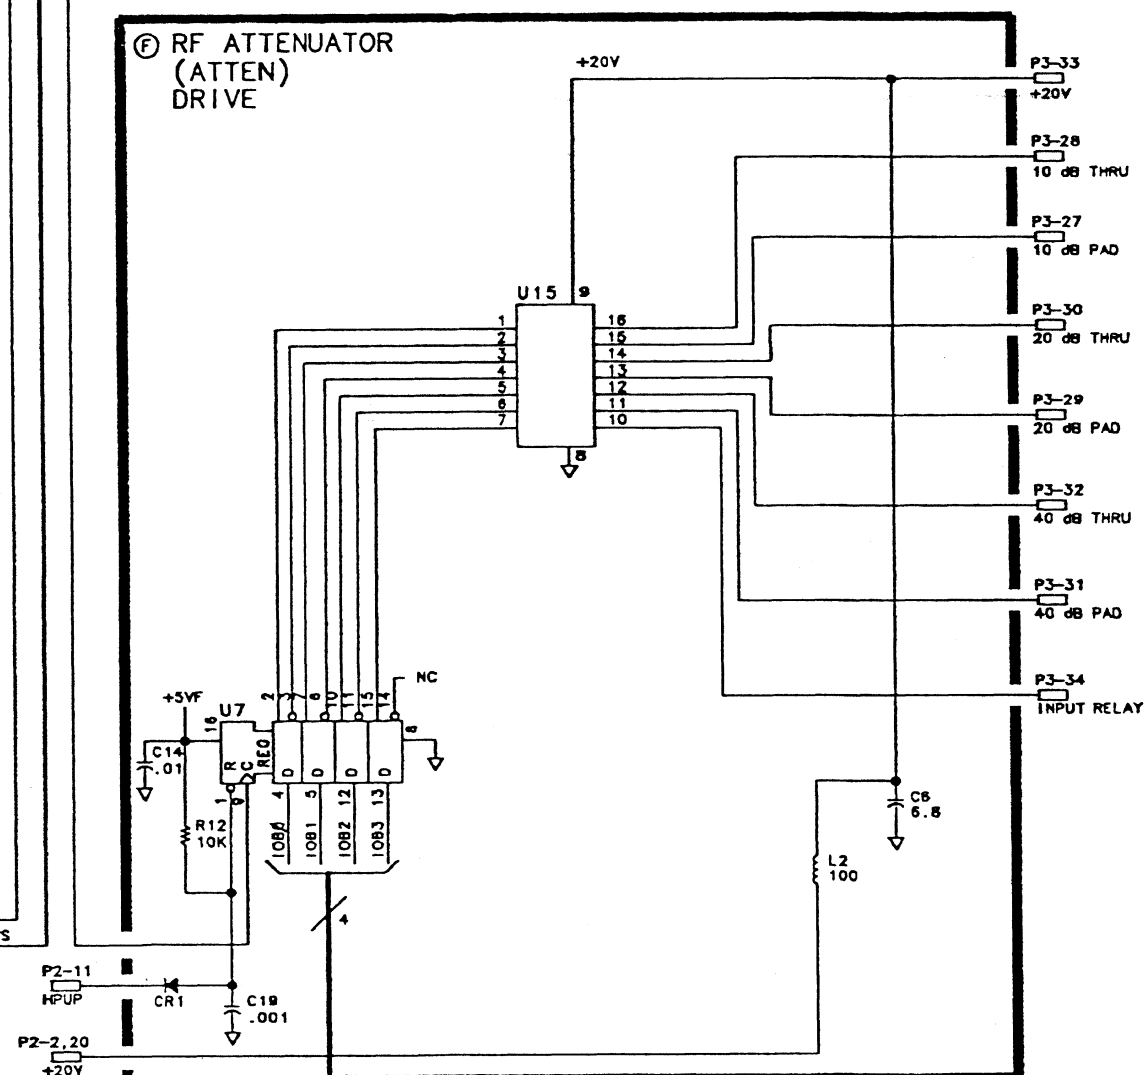 F RF ATTENUATOR
(ATTEN)
DRIVE
+20V
P3-33
+20V
P3-28
10 dB THRU
P3-27
10 dB PAD
P3-30
20 dB THRU
P3-29
20 dB PAD
P3-32
40 dB THRU
P3-31
40 dB PAD
P3-34
INPUT RELAY
U15
9
1
2
3
4
5
6
7
16
15
14
13
12
11
10
8
NC
+5VF
U7
16
2
3
7
6
10
11
15
14
8
C14
.01
R
C
REG
D
D
D
D
1
9
4
5
12
13
R12
10K
IOB0
IOB1
IOB2
IOB3
4
C6
6.8
L2
100
S
P2-11
HPUP
CR1
C19
.001
P2-2,20
+20V